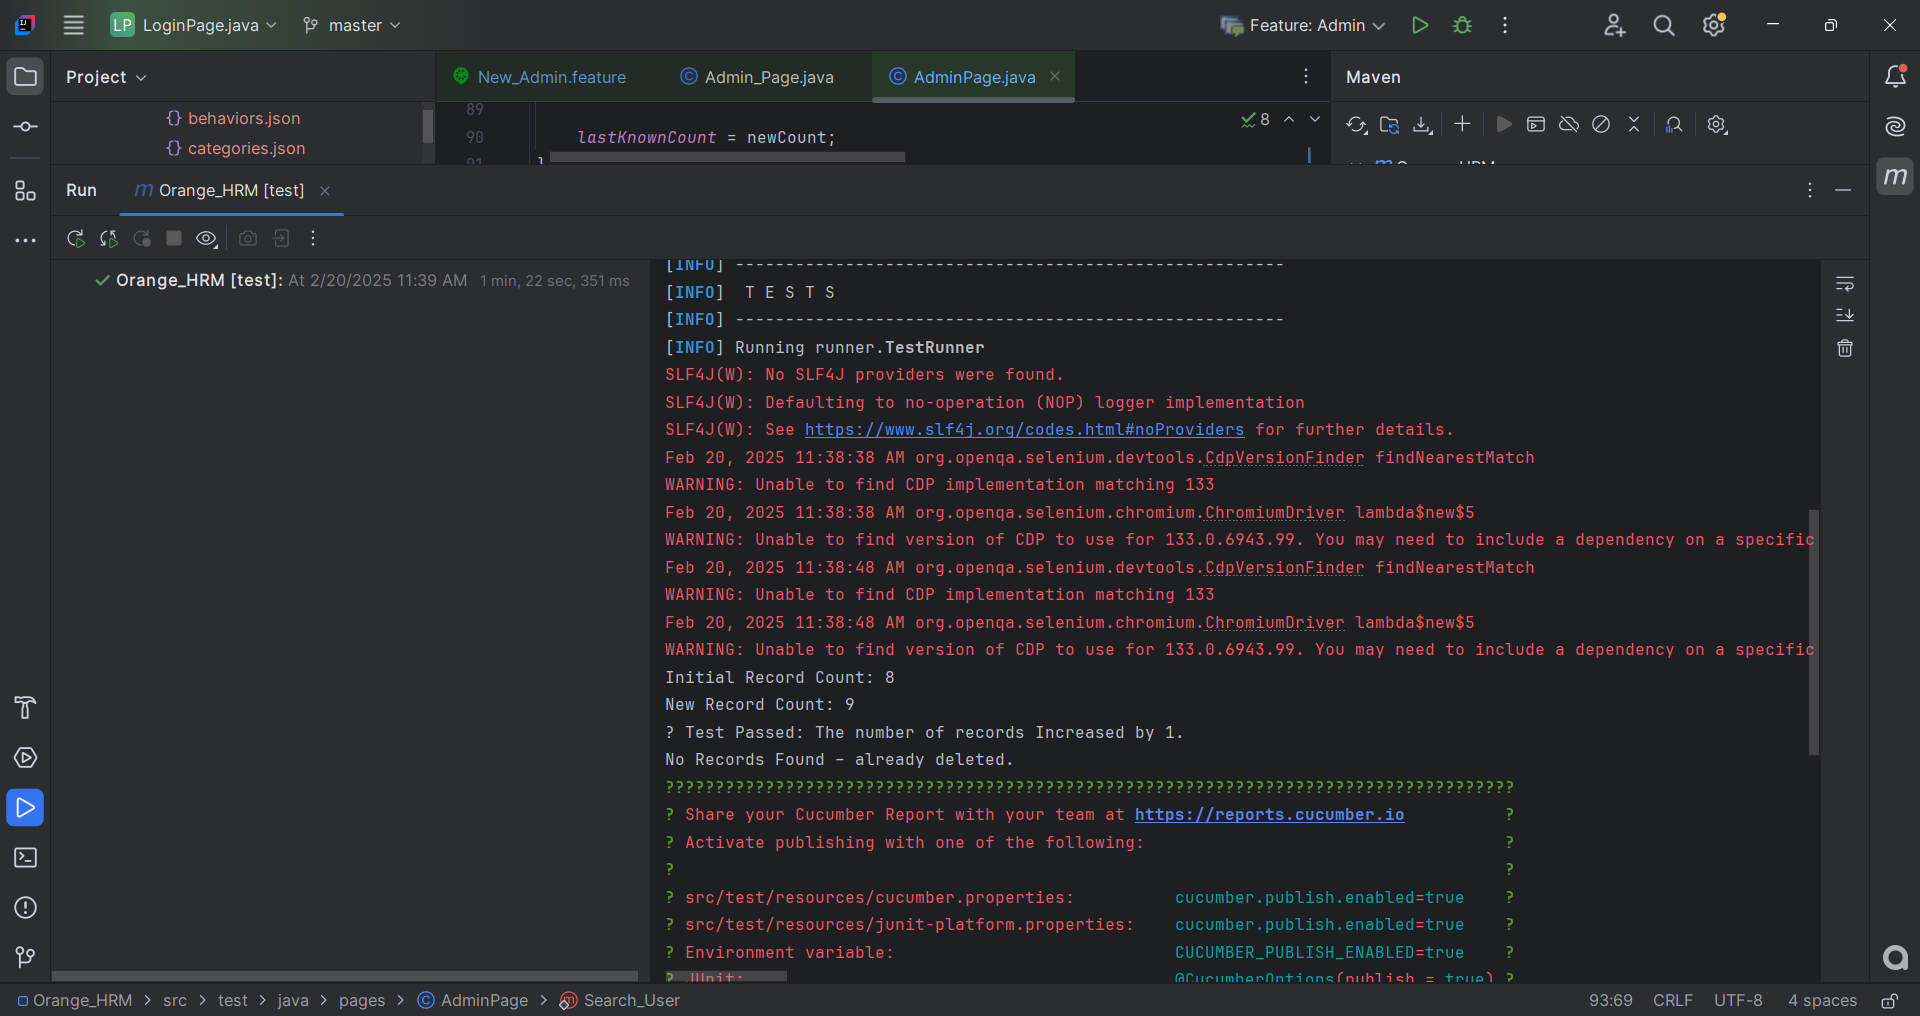 LP LoginPage.java master Feature: Admin
Project
New_Admin.feature Admin_Page.java AdminPage.java
Maven
behaviors.json
categories.json
89
90 lastKnownCount = newCount;
91 }
8
Run Orange_HRM [test]
Orange_HRM [test]: At 2/20/2025 11:39 AM 1 min, 22 sec, 351 ms
[INFO] -------------------------------------------------------
[INFO]  T E S T S
[INFO] -------------------------------------------------------
[INFO] Running runner.TestRunner
SLF4J(W): No SLF4J providers were found.
SLF4J(W): Defaulting to no-operation (NOP) logger implementation
SLF4J(W): See https://www.slf4j.org/codes.html#noProviders for further details.
Feb 20, 2025 11:38:38 AM org.openqa.selenium.devtools.CdpVersionFinder findNearestMatch
WARNING: Unable to find CDP implementation matching 133
Feb 20, 2025 11:38:38 AM org.openqa.selenium.chromium.ChromiumDriver lambda$new$5
WARNING: Unable to find version of CDP to use for 133.0.6943.99. You may need to include a dependency on a specific
Feb 20, 2025 11:38:48 AM org.openqa.selenium.devtools.CdpVersionFinder findNearestMatch
WARNING: Unable to find CDP implementation matching 133
Feb 20, 2025 11:38:48 AM org.openqa.selenium.chromium.ChromiumDriver lambda$new$5
WARNING: Unable to find version of CDP to use for 133.0.6943.99. You may need to include a dependency on a specific
Initial Record Count: 8
New Record Count: 9
? Test Passed: The number of records Increased by 1.
No Records Found – already deleted.
?????????????????????????????????????????????????????????????????????????????????????
? Share your Cucumber Report with your team at https://reports.cucumber.io ?
? Activate publishing with one of the following: ?
? ?
? src/test/resources/cucumber.properties: cucumber.publish.enabled=true ?
? src/test/resources/junit-platform.properties: cucumber.publish.enabled=true ?
? Environment variable: CUCUMBER_PUBLISH_ENABLED=true ?
? JUnit: @CucumberOptions(publish = true) ?
Orange_HRM > src > test > java > pages > AdminPage > Search_User
93:69 CRLF UTF-8 4 spaces